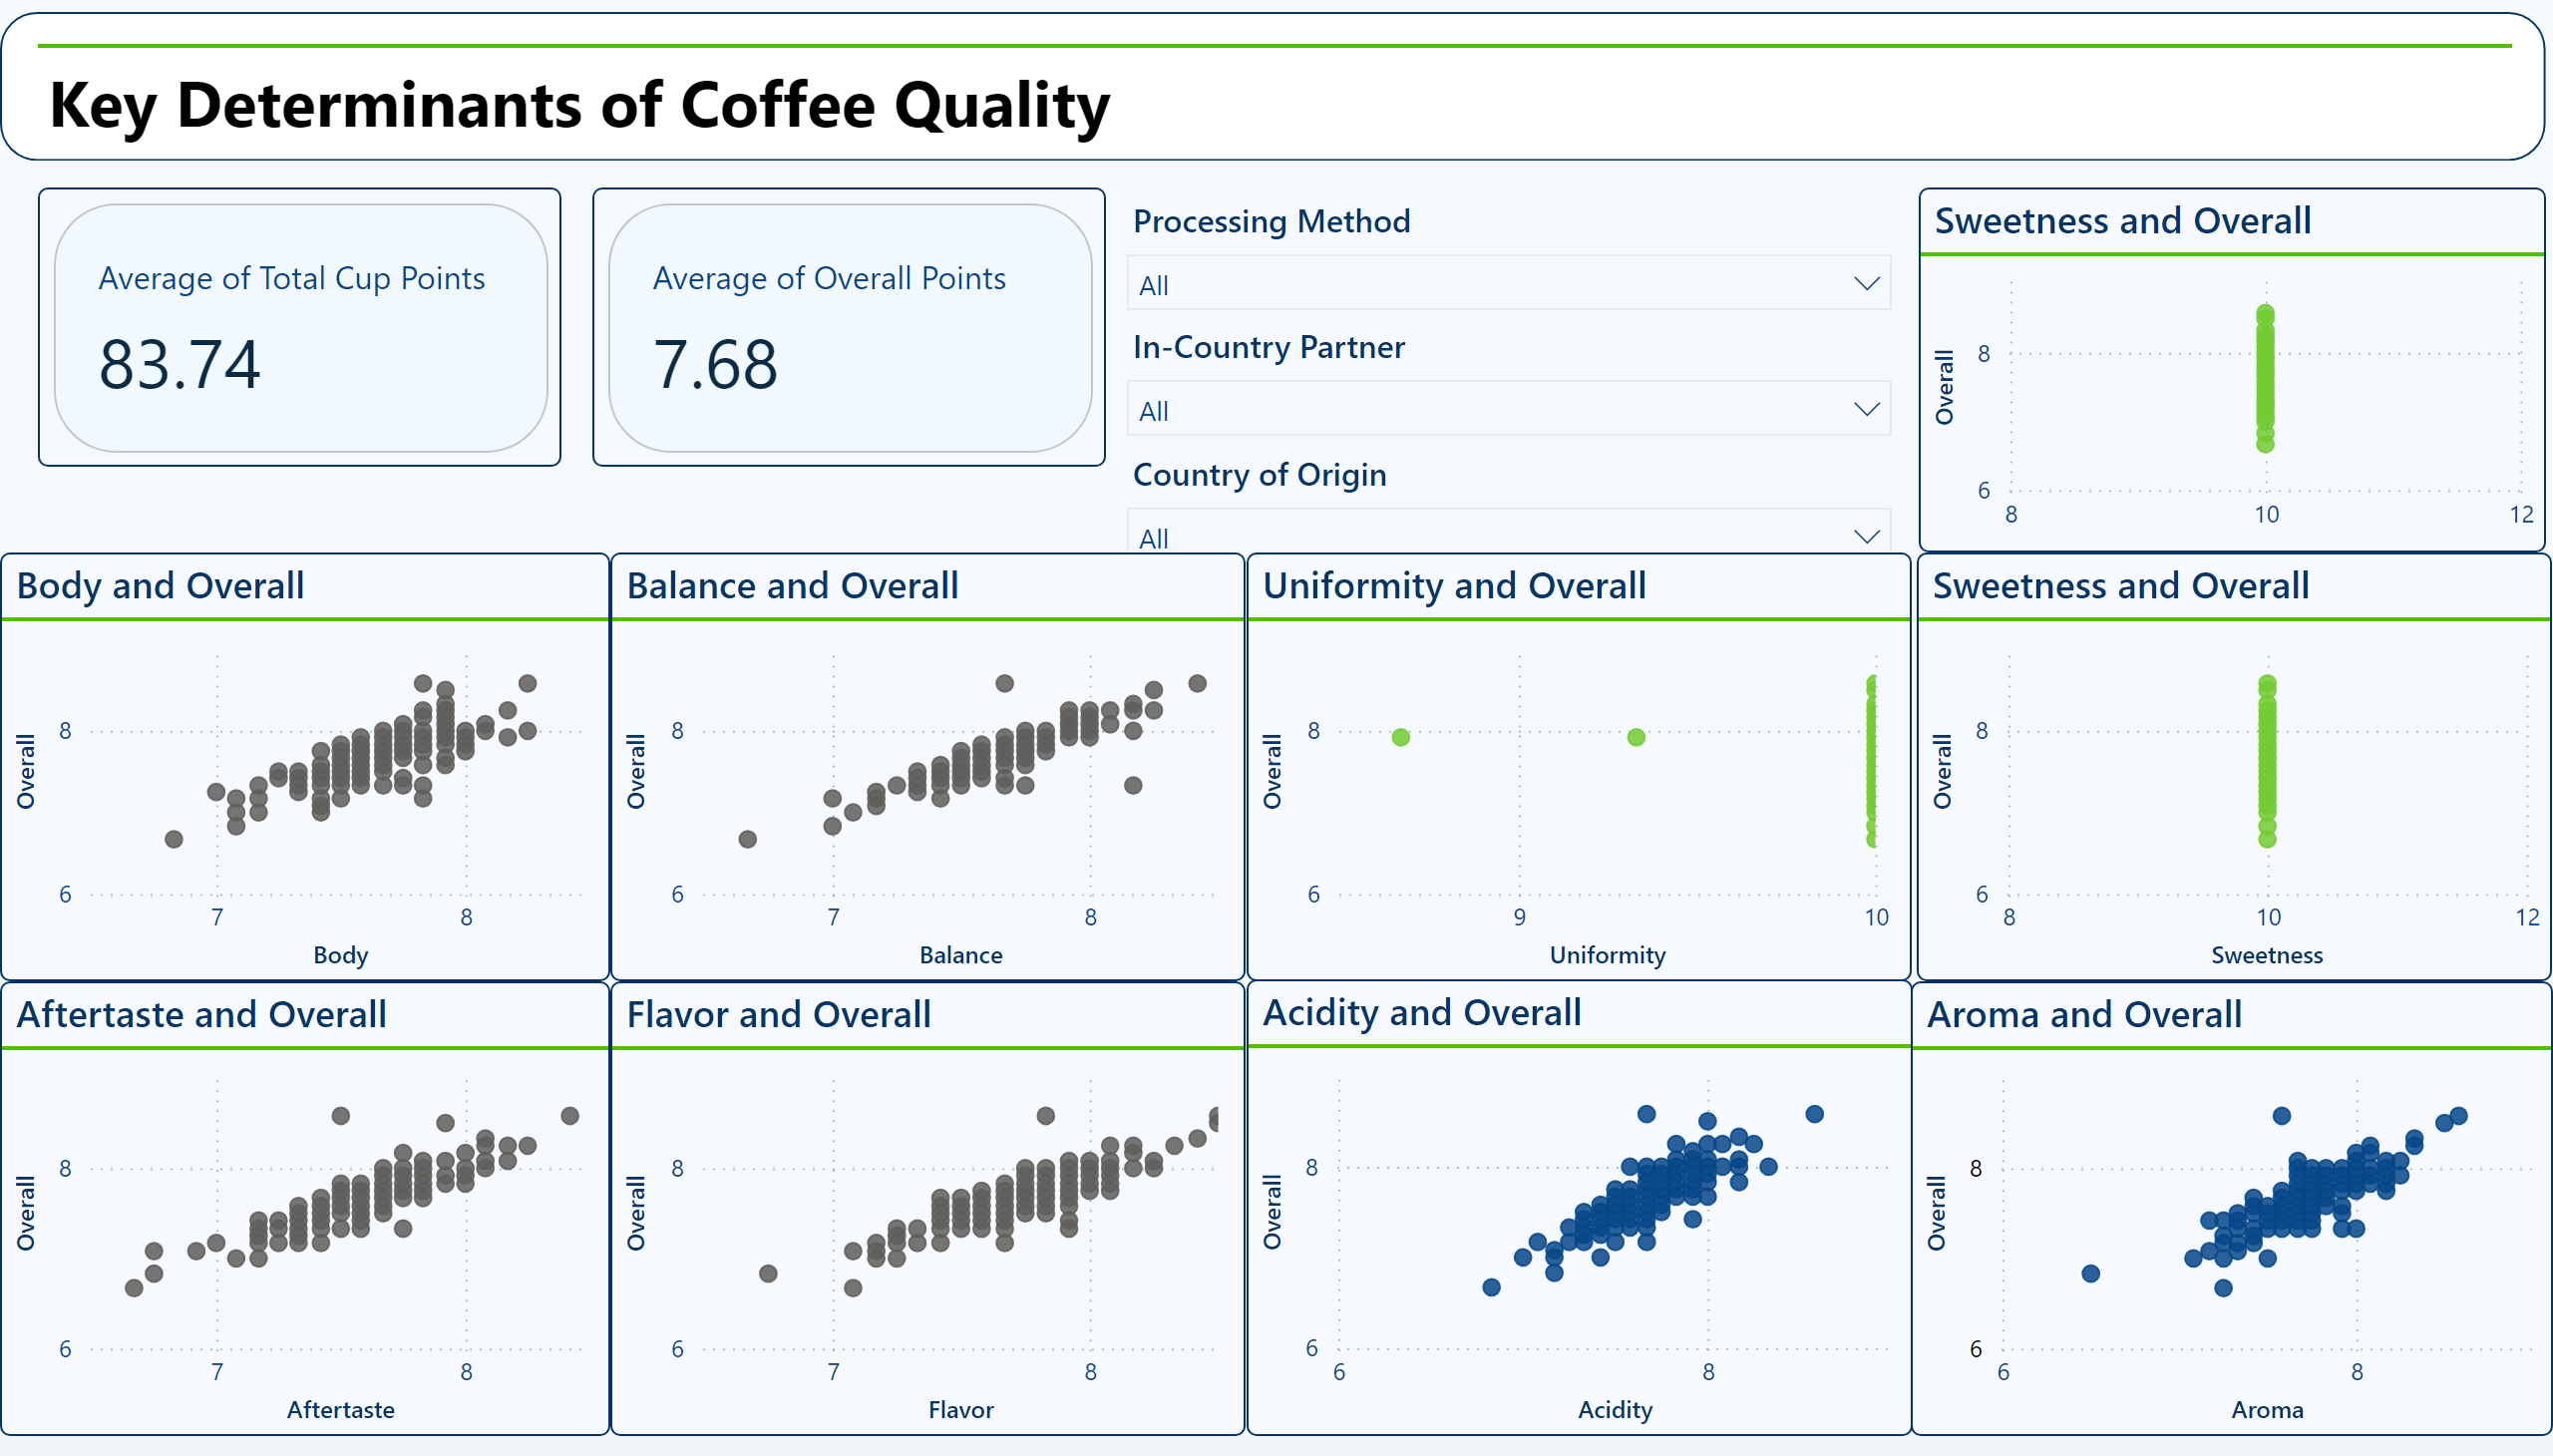 Key Determinants of Coffee Quality
Average of Total Cup Points
83.74
Average of Overall Points
7.68
Processing Method
All
In-Country Partner
All
Country of Origin
All
Sweetness and Overall
Overall
8
6
8 10 12
Body and Overall
Overall
8
6
7 8
Body
Balance and Overall
Overall
8
6
7 8
Balance
Uniformity and Overall
Overall
8
6
9 10
Uniformity
Sweetness and Overall
Overall
8
6
8 10 12
Sweetness
Aftertaste and Overall
Overall
8
6
7 8
Aftertaste
Flavor and Overall
Overall
8
6
7 8
Flavor
Acidity and Overall
Overall
8
6
6 8
Acidity
Aroma and Overall
Overall
8
6
6 8
Aroma